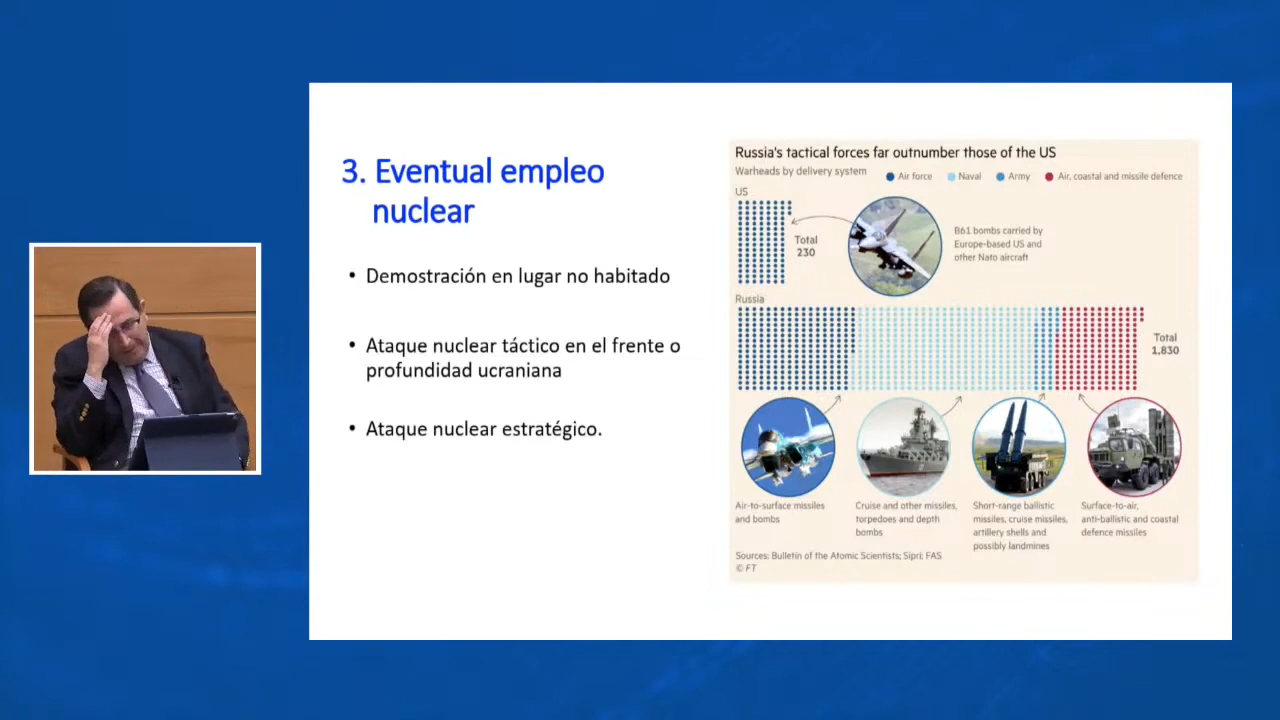 3. Eventual empleo
nuclear
• Demostración en lugar no habitado
• Ataque nuclear táctico en el frente o
profundidad ucraniana
• Ataque nuclear estratégico.
Russia's tactical forces far outnumber those of the US
Warheads by delivery system
Air force
Naval
Army
Air, coastal and missile defence
US
Total
230
B61 bombs carried by
Europe-based US and
other Nato aircraft
Russia
Total
1,830
Air-to-surface missiles
and bombs
Cruise and other missiles,
torpedoes and depth
bombs
Short-range ballistic
missiles, cruise missiles,
artillery shells and
possibly landmines
Surface-to-air,
anti-ballistic and coastal
defence missiles
Sources: Bulletin of the Atomic Scientists; Sipri; FAS
© FT